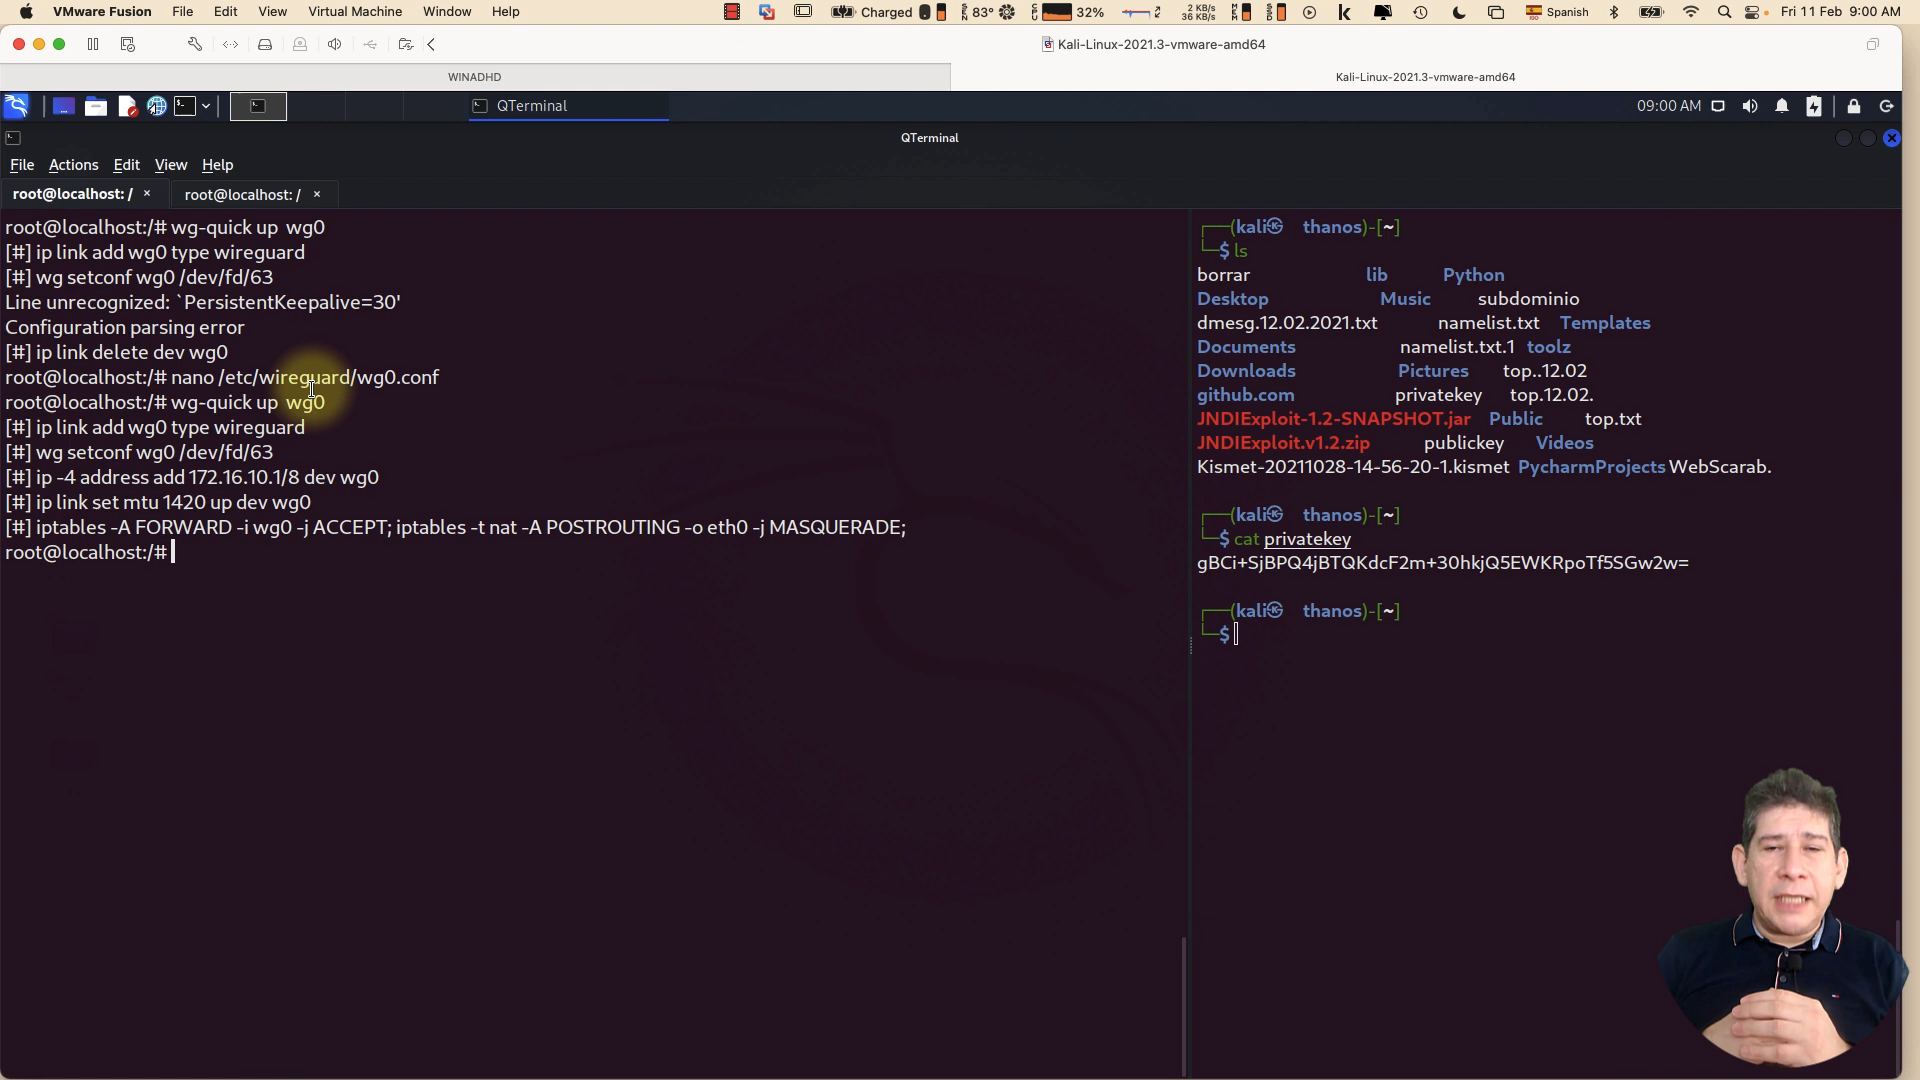 VMware Fusion File Edit View Virtual Machine Window Help Charged 83° 32% 2 KB/s 36 KB/s Spanish Fri 11 Feb 9:00 AM
Kali-Linux-2021.3-vmware-amd64
WINADHD Kali-Linux-2021.3-vmware-amd64
QTerminal 09:00 AM
QTerminal
File Actions Edit View Help
root@localhost: / × root@localhost: / ×
root@localhost:/# wg-quick up  wg0
[#] ip link add wg0 type wireguard
[#] wg setconf wg0 /dev/fd/63
Line unrecognized: `PersistentKeepalive=30'
Configuration parsing error
[#] ip link delete dev wg0
root@localhost:/# nano /etc/wireguard/wg0.conf
root@localhost:/# wg-quick up  wg0
[#] ip link add wg0 type wireguard
[#] wg setconf wg0 /dev/fd/63
[#] ip -4 address add 172.16.10.1/8 dev wg0
[#] ip link set mtu 1420 up dev wg0
[#] iptables -A FORWARD -i wg0 -j ACCEPT; iptables -t nat -A POSTROUTING -o eth0 -j MASQUERADE;
root@localhost:/#
┌──(kali㉿ thanos)-[~]
└─$ ls
borrar lib Python
Desktop Music subdominio
dmesg.12.02.2021.txt namelist.txt Templates
Documents namelist.txt.1 toolz
Downloads Pictures top..12.02
github.com privatekey top.12.02.
JNDIExploit-1.2-SNAPSHOT.jar Public top.txt
JNDIExploit.v1.2.zip publickey Videos
Kismet-20211028-14-56-20-1.kismet PycharmProjects WebScarab.
┌──(kali㉿ thanos)-[~]
└─$ cat privatekey
gBCi+SjBPQ4jBTQKdcF2m+30hkjQ5EWKRpoTf5SGw2w=
┌──(kali㉿ thanos)-[~]
└─$